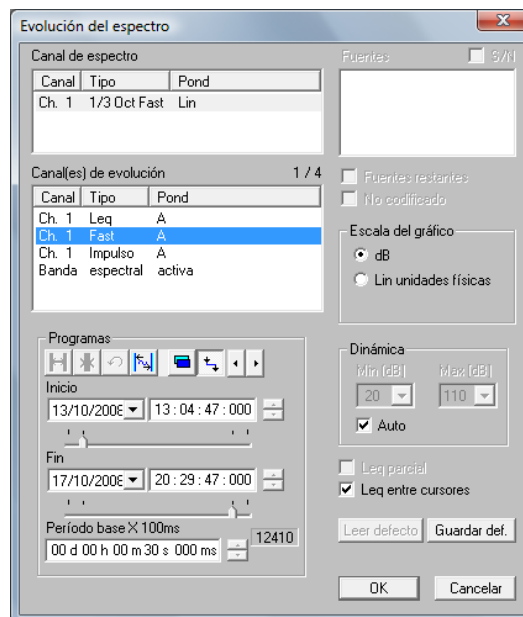 Evolución del espectro
Canal de espectro
Canal Tipo Pond
Ch. 1 1/3 Oct Fast Lin
Fuentes S/N
Canal(es) de evolución 1 / 4
Canal Tipo Pond
Ch. 1 Leq A
Ch. 1 Fast A
Ch. 1 Impulso A
Banda espectral activa
Fuentes restantes
No codificado
Escala del gráfico
dB
Lin unidades físicas
Programas
Inicio
13/10/2008 13 : 04 : 47 : 000
Fin
17/10/2008 20 : 29 : 47 : 000
Período base X 100ms
00 d 00 h 00 m 30 s 000 ms 12410
Dinámica
Min [dB] Max [dB]
20 110
Auto
Leq parcial
Leq entre cursores
Leer defecto Guardar def.
OK Cancelar